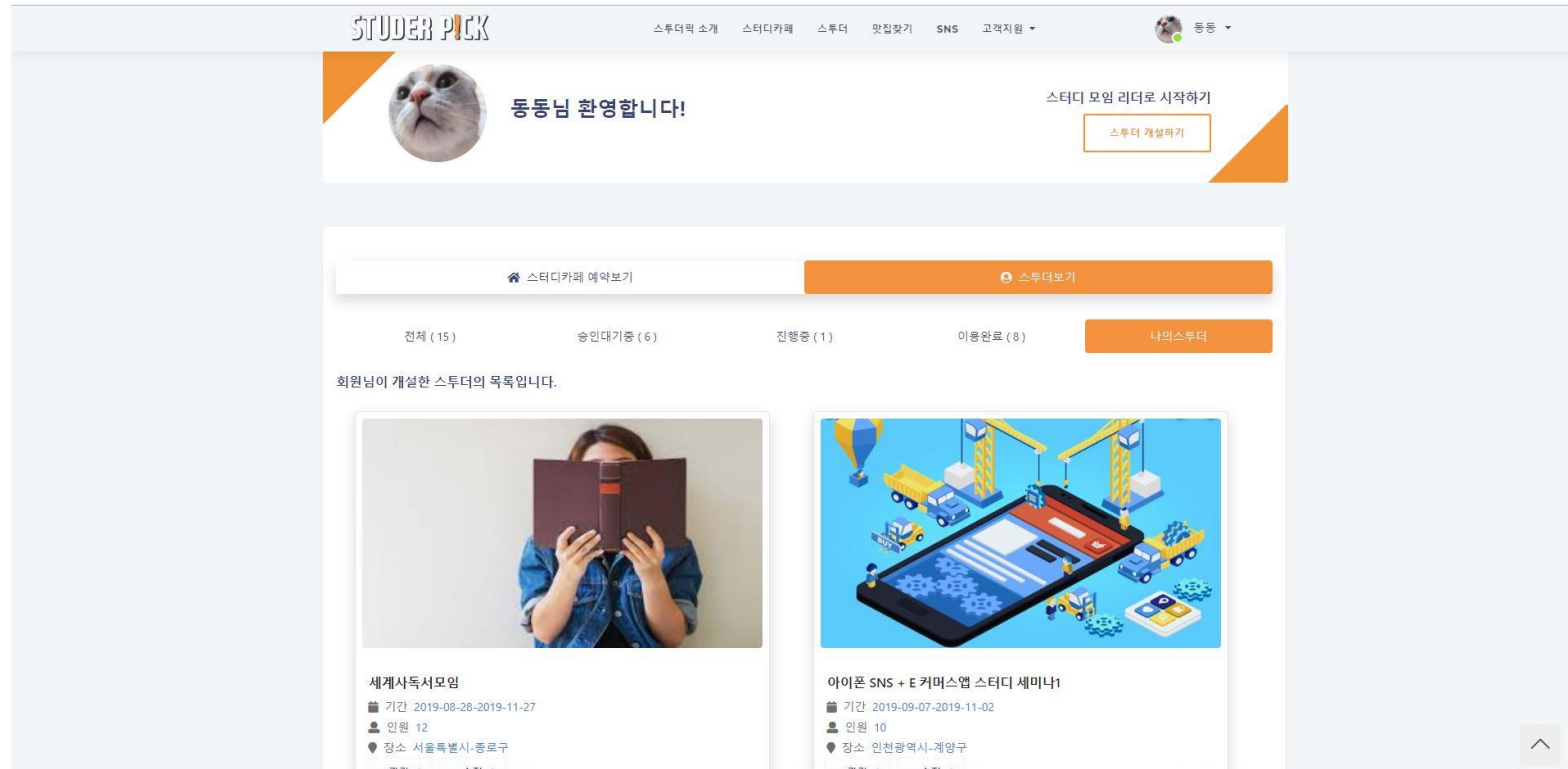 STUDER P!CK 스투더픽 소개 스터디카페 스투더 맛집찾기 SNS 고객지원 동동
동동님 환영합니다!
스터디 모임 리더로 시작하기
스투더 개설하기
스터디카페 예약보기 스투더보기
전체 ( 15 ) 승인대기중 ( 6 ) 진행중 ( 1 ) 이용완료 ( 8 ) 나의스투더
회원님이 개설한 스투더의 목록입니다.
BUY
세계사독서모임
기간 2019-08-28-2019-11-27
인원 12
장소 서울특별시-종로구
아이폰 SNS + E 커머스앱 스터디 세미나1
기간 2019-09-07-2019-11-02
인원 10
장소 인천광역시-계양구